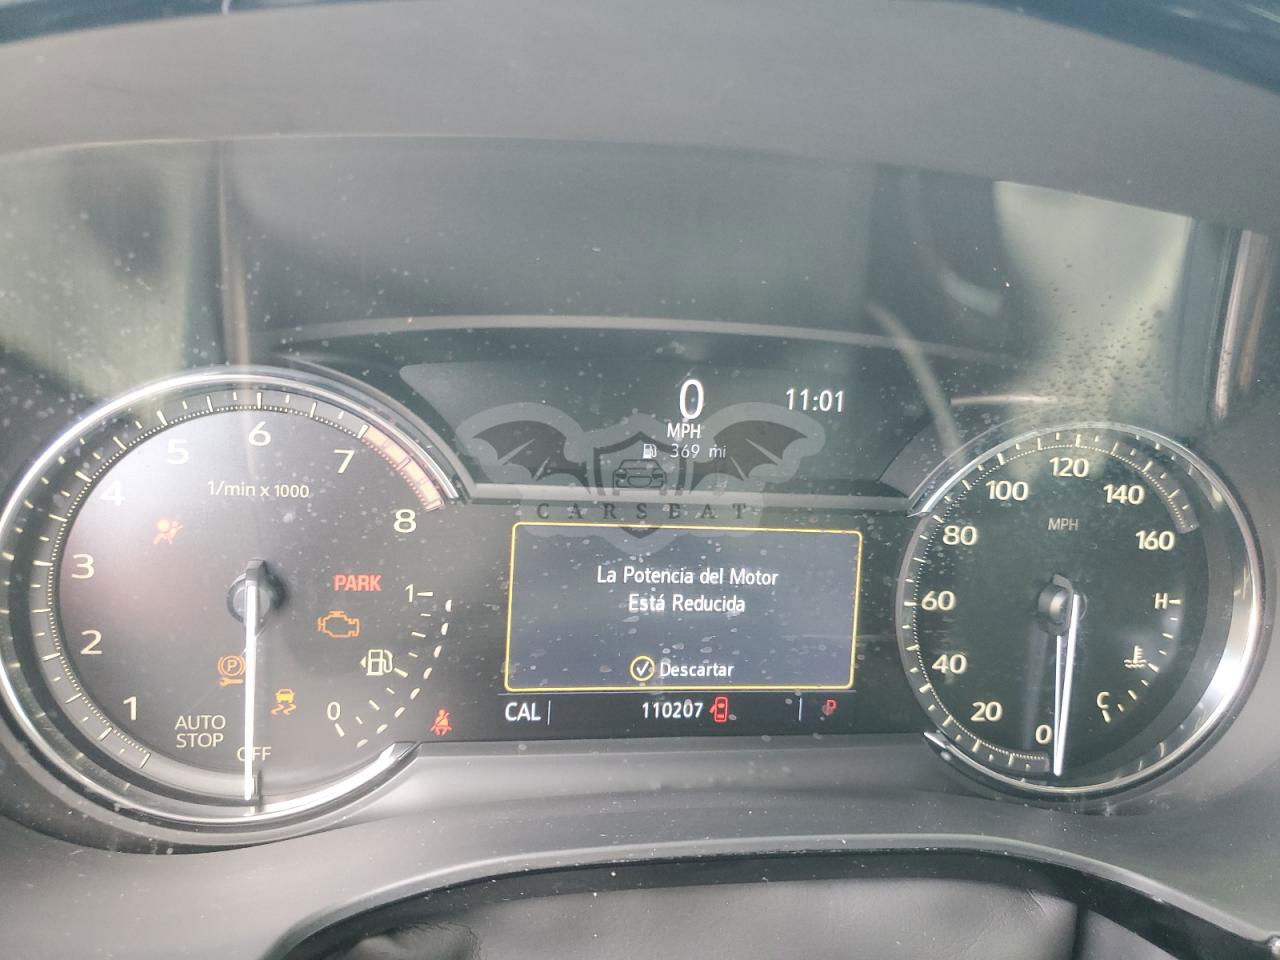 0
11:01
MPH
369 mi
CARSEAT
6
5
7
4
1/min x 1000
8
3
PARK
1
2
P
1
0
AUTO
STOP
OFF
La Potencia del Motor
Está Reducida
Descartar
CAL
110207
P
120
100
140
MPH
80
160
60
H
40
C
20
0